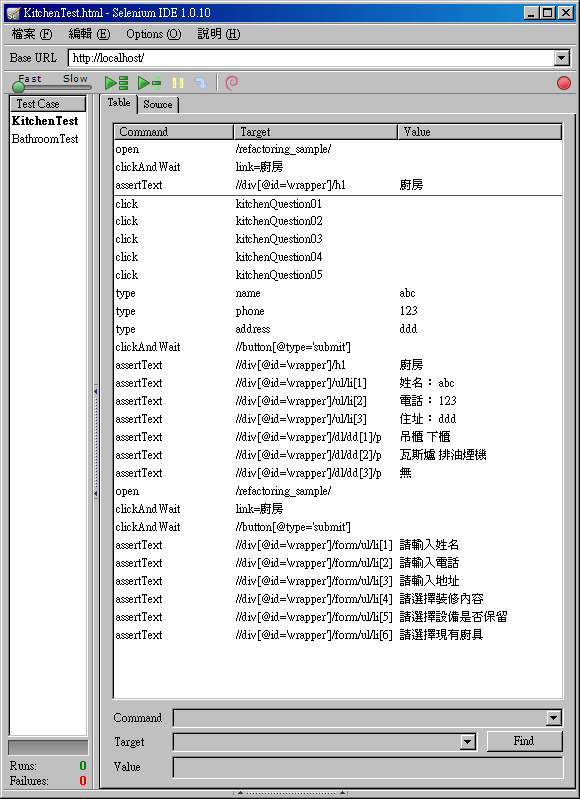 KitchenTest.html - Selenium IDE 1.0.10
檔案 (F) 編輯 (E) Options (O) 說明 (H)
Base URL http://localhost/
Fast Slow
Test Case
KitchenTest
BathroomTest
Table Source
Command Target Value
open /refactoring_sample/
clickAndWait link=廚房
assertText //div[@id='wrapper']/h1 廚房
click kitchenQuestion01
click kitchenQuestion02
click kitchenQuestion03
click kitchenQuestion04
click kitchenQuestion05
type name abc
type phone 123
type address ddd
clickAndWait //button[@type='submit']
assertText //div[@id='wrapper']/h1 廚房
assertText //div[@id='wrapper']/ul/li[1] 姓名：abc
assertText //div[@id='wrapper']/ul/li[2] 電話：123
assertText //div[@id='wrapper']/ul/li[3] 住址：ddd
assertText //div[@id='wrapper']/dl/dd[1]/p 吊櫃 下櫃
assertText //div[@id='wrapper']/dl/dd[2]/p 瓦斯爐 排油煙機
assertText //div[@id='wrapper']/dl/dd[3]/p 無
open /refactoring_sample/
clickAndWait link=廚房
clickAndWait //button[@type='submit']
assertText //div[@id='wrapper']/form/ul/li[1] 請輸入姓名
assertText //div[@id='wrapper']/form/ul/li[2] 請輸入電話
assertText //div[@id='wrapper']/form/ul/li[3] 請輸入地址
assertText //div[@id='wrapper']/form/ul/li[4] 請選擇裝修內容
assertText //div[@id='wrapper']/form/ul/li[5] 請選擇設備是否保留
assertText //div[@id='wrapper']/form/ul/li[6] 請選擇現有廚具
Command
Target Find
Value
Runs: 0
Failures: 0